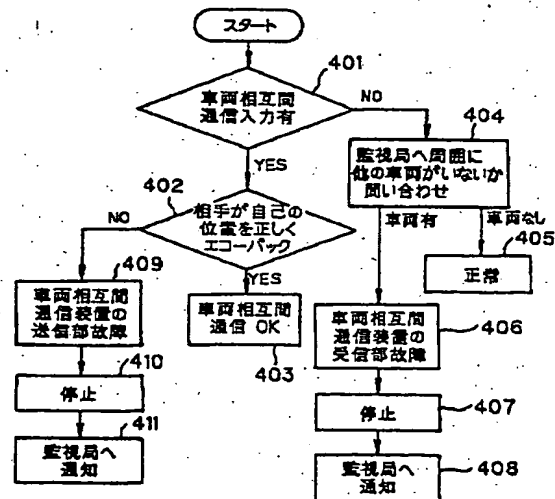 スタート
401
車両相互間
通信入力有
NO
404
監視局へ周囲に
他の車両がいないか
問い合わせ
YES
402
相手が自己の
位置を正しく
エコーバック
NO
車両有
車両なし
405
正常
409
車両相互間
通信装置の
送信部故障
YES
車両相互間
通信 OK
403
車両相互間
通信装置の
受信部故障
406
410
停止
停止
407
411
監視局へ
通知
監視局へ
通知
408